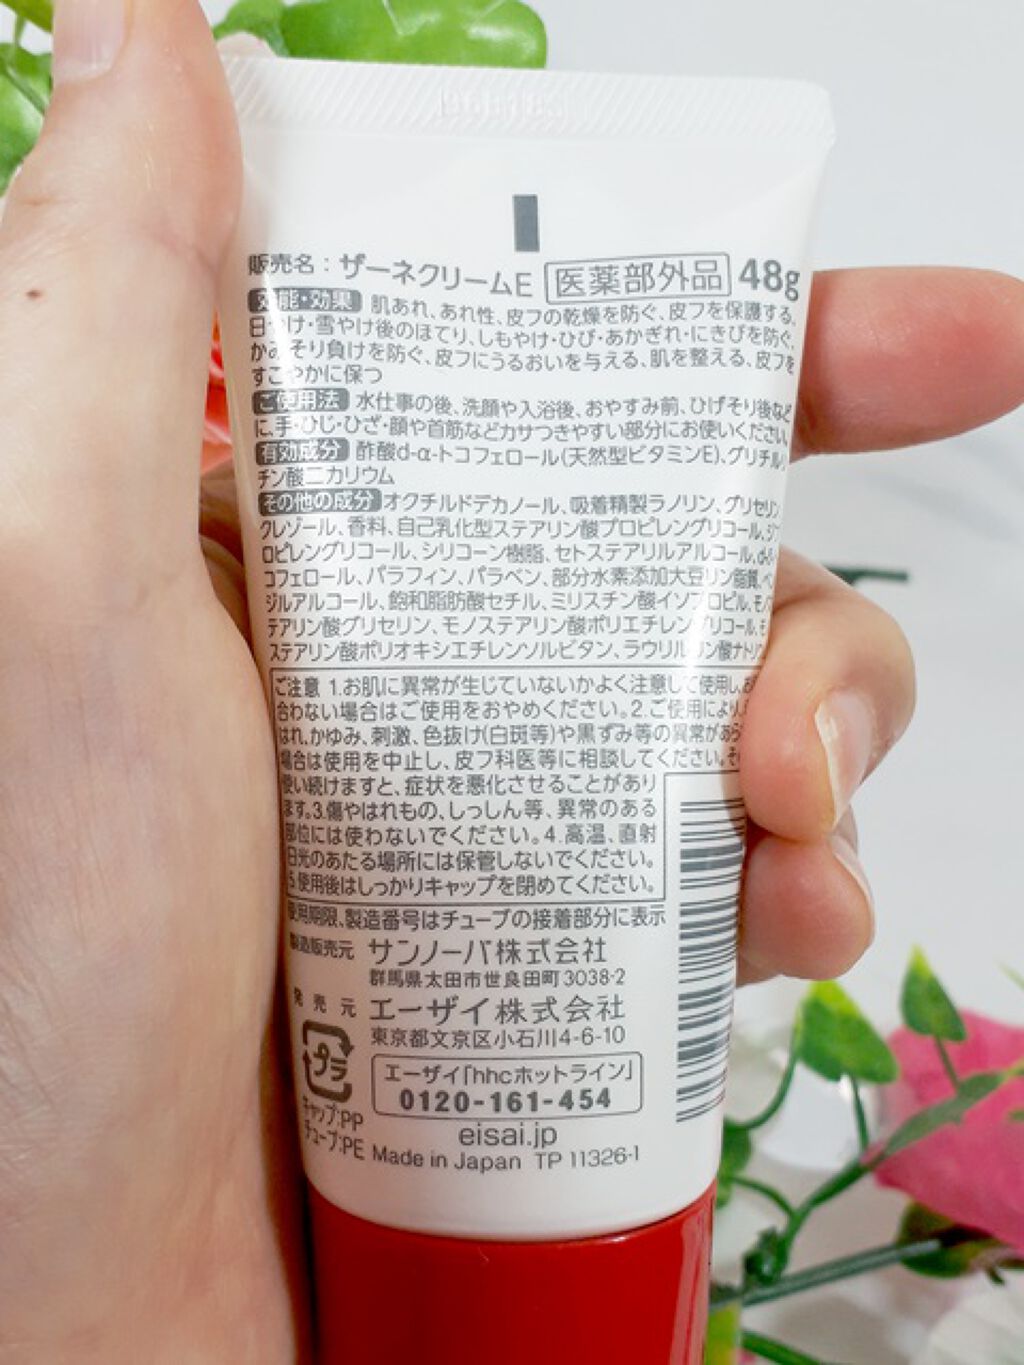 販売名：ザーネクリームE 医薬部外品 48g
効能・効果 肌あれ、あれ性、皮フの乾燥を防ぐ、皮フを保護する、
日やけ・雪やけ後のほてり、しもやけ・ひび・あかぎれ・にきびを防ぐ、
かみそり負けを防ぐ、皮フにうるおいを与える、肌を整える、皮フを
すこやかに保つ
ご使用法 水仕事の後、洗顔や入浴後、おやすみ前、ひげそり後など
に、手・ひじ・ひざ・顔や首筋などカサつきやすい部分にお使いください。
有効成分 酢酸d-α-トコフェロール(天然型ビタミンE)、グリチルリ
チン酸二カリウム
その他の成分 オクチルドデカノール、吸着精製ラノリン、グリセリン
クレゾール、香料、自己乳化型ステアリン酸プロピレングリコール、ジプ
ロピレングリコール、シリコーン樹脂、セトステアリルアルコール、d-δ-ト
コフェロール、パラフィン、パラベン、部分水素添加大豆リン脂質、ベン
ジルアルコール、飽和脂肪酸セチル、ミリスチン酸イソプロピル、モノス
テアリン酸グリセリン、モノステアリン酸ポリエチレングリコール、モノ
ステアリン酸ポリオキシエチレンソルビタン、ラウリルリン酸ナトリウム
ご注意 1.お肌に異常が生じていないかよく注意して使用し、お
合わない場合はご使用をおやめください。2.ご使用により、
はれ、かゆみ、刺激、色抜け(白斑等)や黒ずみ等の異常があら
場合は使用を中止し、皮フ科医等に相談してください。その
使い続けますと、症状を悪化させることがあり
ます。3.傷やはれもの、しっしん等、異常のある
部位には使わないでください。4.高温、直射
日光のあたる場所には保管しないでください。
5.使用後はしっかりキャップを閉めてください。
使用期限、製造番号はチューブの接着部分に表示
製造販売元 サンノーバ株式会社
群馬県太田市世良田町3038-2
発売元 エーザイ株式会社
東京都文京区小石川4-6-10
プラ
エーザイ「hhcホットライン」
0120-161-454
キャップ:PP
チューブ:PE
eisai.jp
Made in Japan TP 11326-1